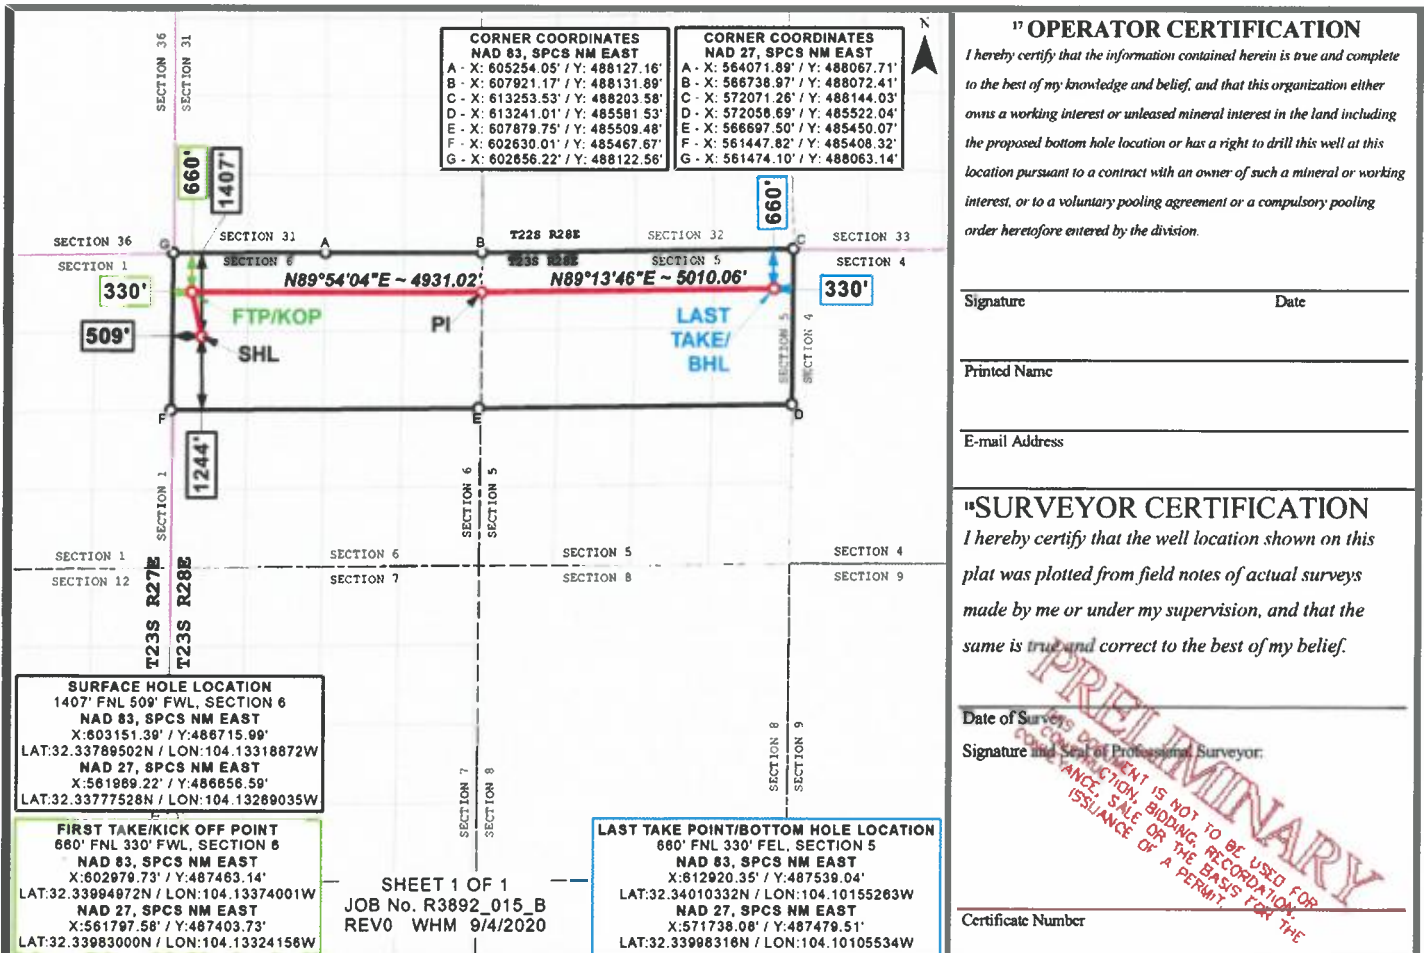 SECTION 36
SECTION 31
660'
1407'
CORNER COORDINATES
NAD 83, SPCS NM EAST
A - X: 605254.05' / Y: 488127.16'
B - X: 607921.17' / Y: 488131.89'
C - X: 613253.53' / Y: 488203.58'
D - X: 613241.01' / Y: 485581.53'
E - X: 607879.75' / Y: 485509.48'
F - X: 602630.01' / Y: 485467.67'
G - X: 602656.22' / Y: 488122.56'
CORNER COORDINATES
NAD 27, SPCS NM EAST
A - X: 564071.89' / Y: 488067.71'
B - X: 566738.97' / Y: 488072.41'
C - X: 572071.26' / Y: 488144.03'
D - X: 572058.69' / Y: 485522.04'
E - X: 566697.50' / Y: 485450.07'
F - X: 561447.82' / Y: 485408.32'
G - X: 561474.10' / Y: 488063.14'
N
660'
SECTION 36
G
SECTION 31
A
B
T22S R28E
SECTION 32
C
SECTION 33
SECTION 1
SECTION 6
T23S R28E
SECTION 5
SECTION 4
N89°54'04"E ~ 4931.02'
N89°13'46"E ~ 5010.06'
330'
330'
FTP/KOP
PI
LAST
TAKE/
BHL
509'
SHL
SECTION 5
SECTION 4
F
E
D
1244'
SECTION 1
SECTION 6
SECTION 5
SECTION 1
SECTION 6
SECTION 5
SECTION 4
SECTION 12
SECTION 7
SECTION 8
SECTION 9
T23S R27E
T23S R28E
SURFACE HOLE LOCATION
1407' FNL 509' FWL, SECTION 6
NAD 83, SPCS NM EAST
X:603151.39' / Y:486715.99'
LAT:32.33789502N / LON:104.13318872W
NAD 27, SPCS NM EAST
X:561969.22' / Y:486656.59'
LAT:32.33777528N / LON:104.13269035W
SECTION 7
SECTION 8
SECTION 8
SECTION 9
FIRST TAKE/KICK OFF POINT
660' FNL 330' FWL, SECTION 6
NAD 83, SPCS NM EAST
X:602979.73' / Y:487463.14'
LAT:32.33994972N / LON:104.13374001W
NAD 27, SPCS NM EAST
X:561797.58' / Y:487403.73'
LAT:32.33983000N / LON:104.13324156W
SHEET 1 OF 1
JOB No. R3892_015_B
REV0 WHM 9/4/2020
LAST TAKE POINT/BOTTOM HOLE LOCATION
660' FNL 330' FEL, SECTION 5
NAD 83, SPCS NM EAST
X:612920.35' / Y:487539.04'
LAT:32.34010332N / LON:104.10155263W
NAD 27, SPCS NM EAST
X:571738.08' / Y:487479.51'
LAT:32.33998316N / LON:104.10105534W
17 OPERATOR CERTIFICATION
I hereby certify that the information contained herein is true and complete
to the best of my knowledge and belief, and that this organization either
owns a working interest or unleased mineral interest in the land including
the proposed bottom hole location or has a right to drill this well at this
location pursuant to a contract with an owner of such a mineral or working
interest, or to a voluntary pooling agreement or a compulsory pooling
order heretofore entered by the division.
Signature Date
Printed Name
E-mail Address
18 SURVEYOR CERTIFICATION
I hereby certify that the well location shown on this
plat was plotted from field notes of actual surveys
made by me or under my supervision, and that the
same is true and correct to the best of my belief.
Date of Survey
Signature and Seal of Professional Surveyor:
PRELIMINARY
THIS DOCUMENT IS NOT TO BE USED FOR
CONSTRUCTION, BIDDING, RECORDATION,
CONVEYANCE, SALE OR THE BASIS FOR THE
ISSUANCE OF A PERMIT.
Certificate Number